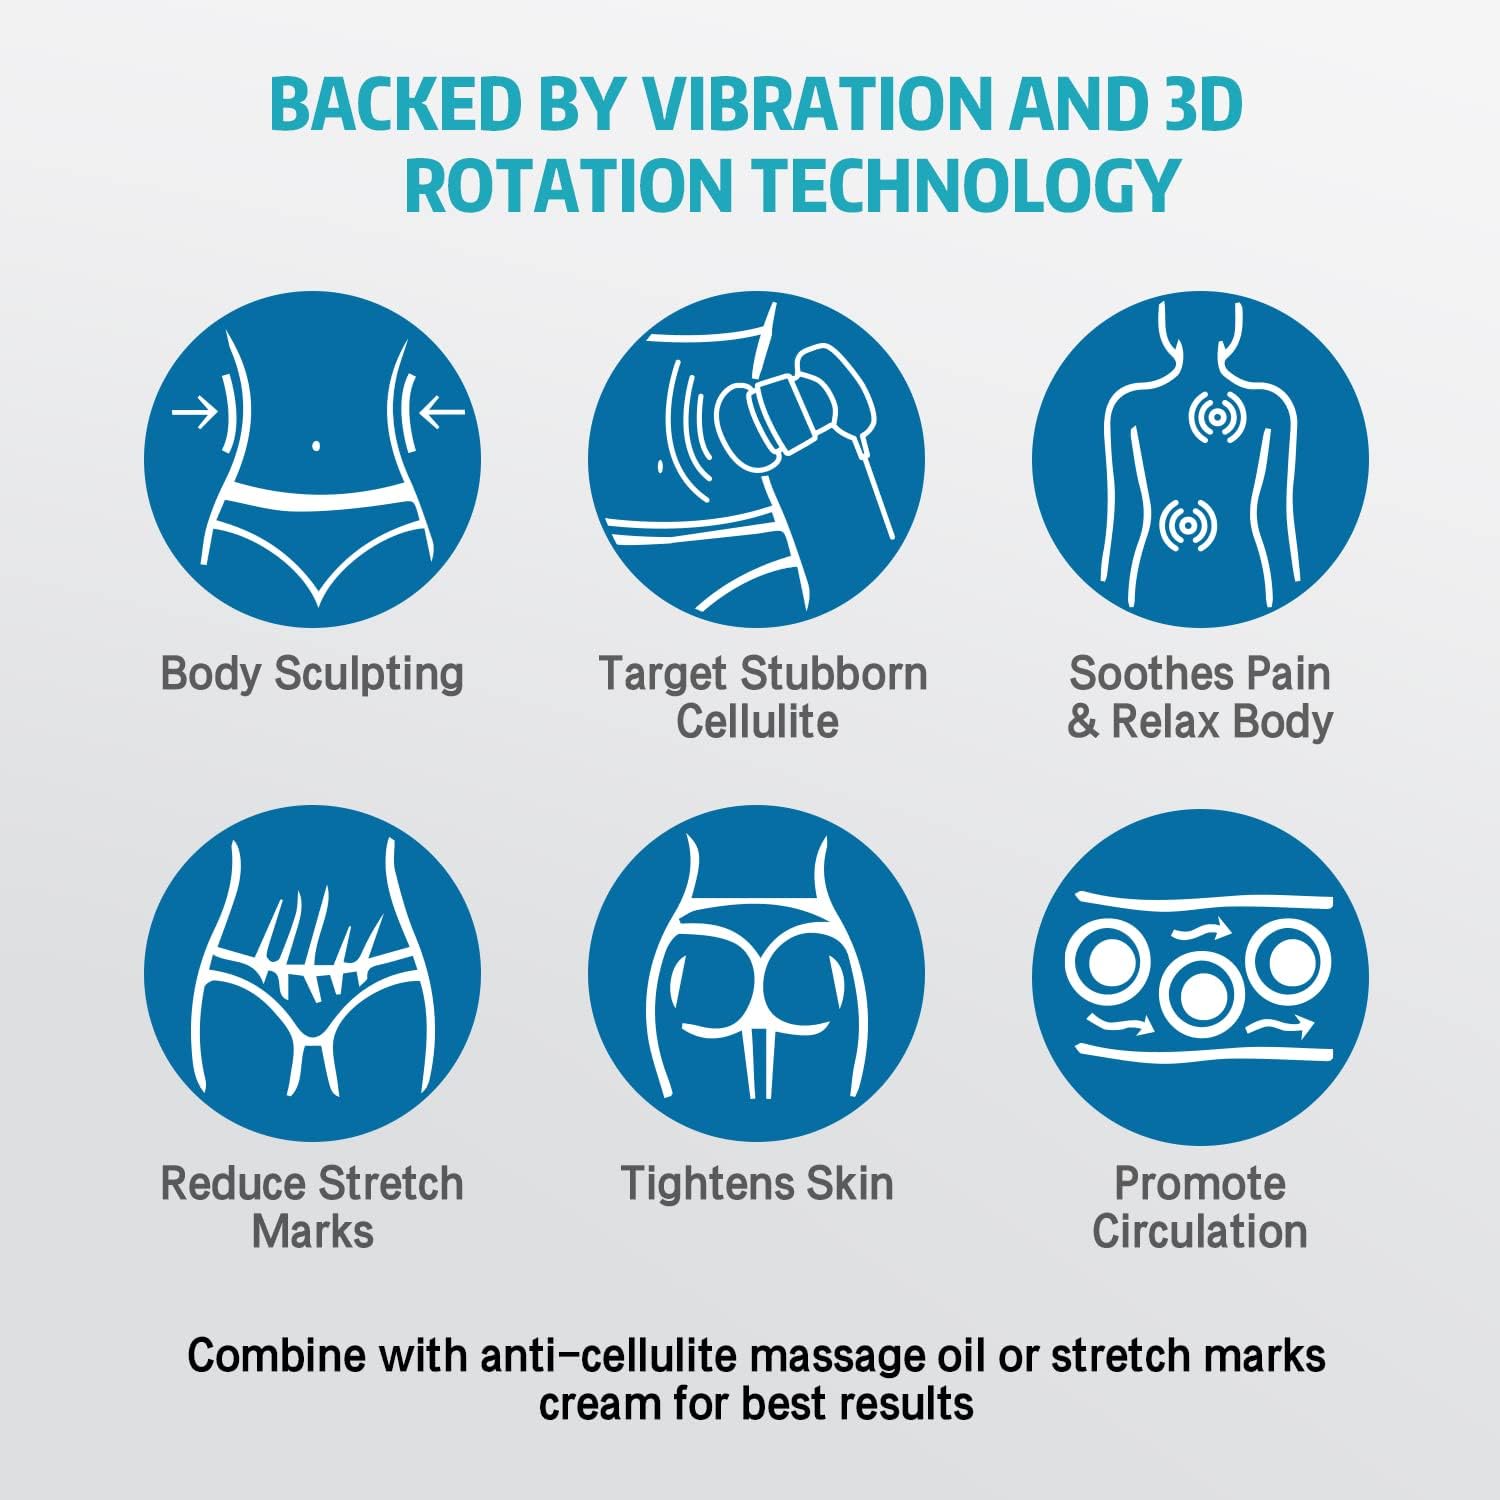 BACKED BY VIBRATION AND 3D
ROTATION TECHNOLOGY
Body Sculpting
Target Stubborn
Cellulite
Soothes Pain
& Relax Body
Reduce Stretch
Marks
Tightens Skin
Promote
Circulation
Combine with anti-cellulite massage oil or stretch marks
cream for best results